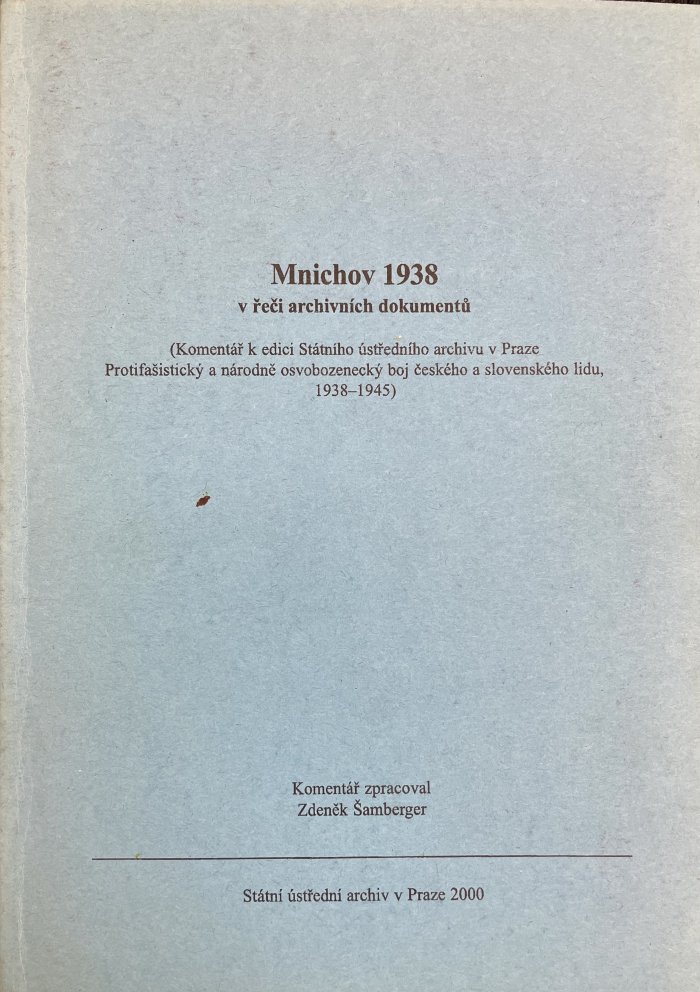 Mnichov 1938
v řeči archivních dokumentů
(Komentář k edici Státního ústředního archivu v Praze
Protifašistický a národně osvobozenecký boj českého a slovenského lidu,
1938–1945)
Komentář zpracoval
Zdeněk Šamberger
Státní ústřední archiv v Praze 2000